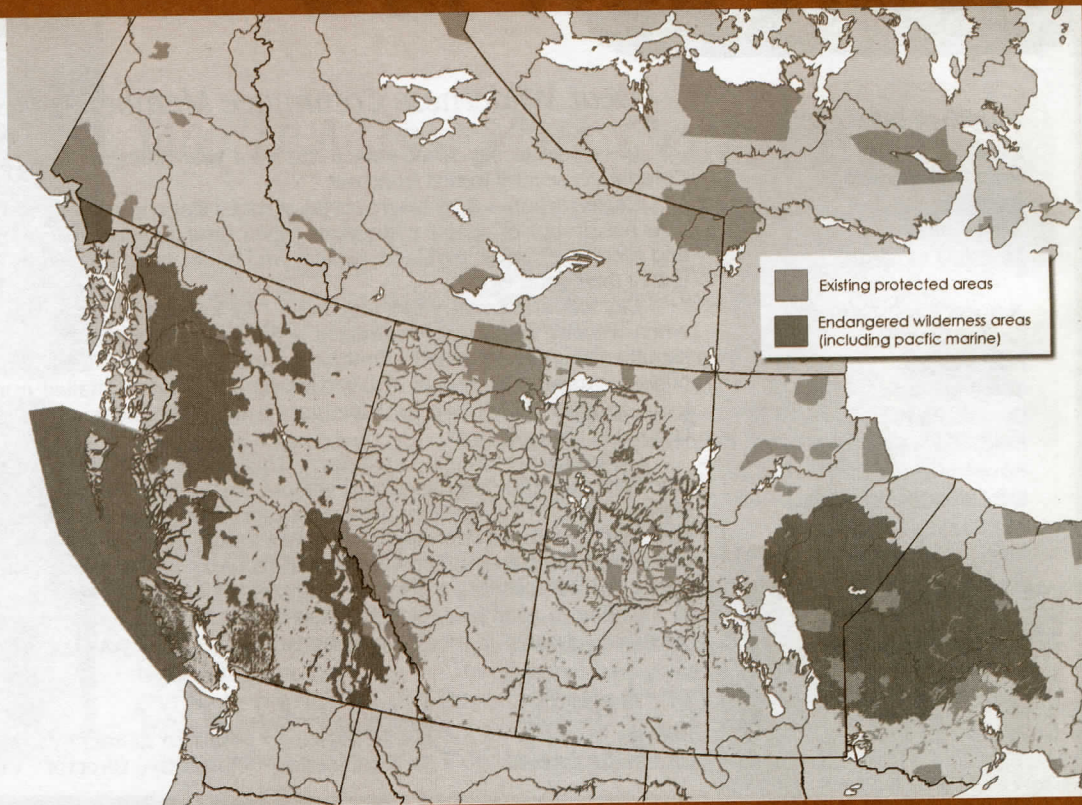 Existing protected areas
Endangered wilderness areas
(including pacfic marine)